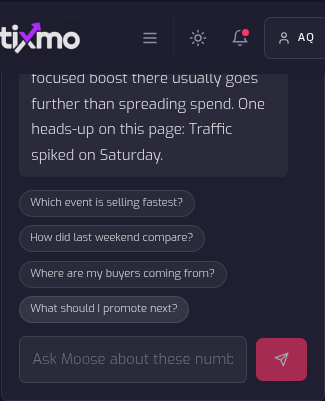 tixmo
AQ
focused boost there usually goes
further than spreading spend. One
heads-up on this page: Traffic
spiked on Saturday.
Which event is selling fastest?
How did last weekend compare?
Where are my buyers coming from?
What should I promote next?
Ask Moose about these numb